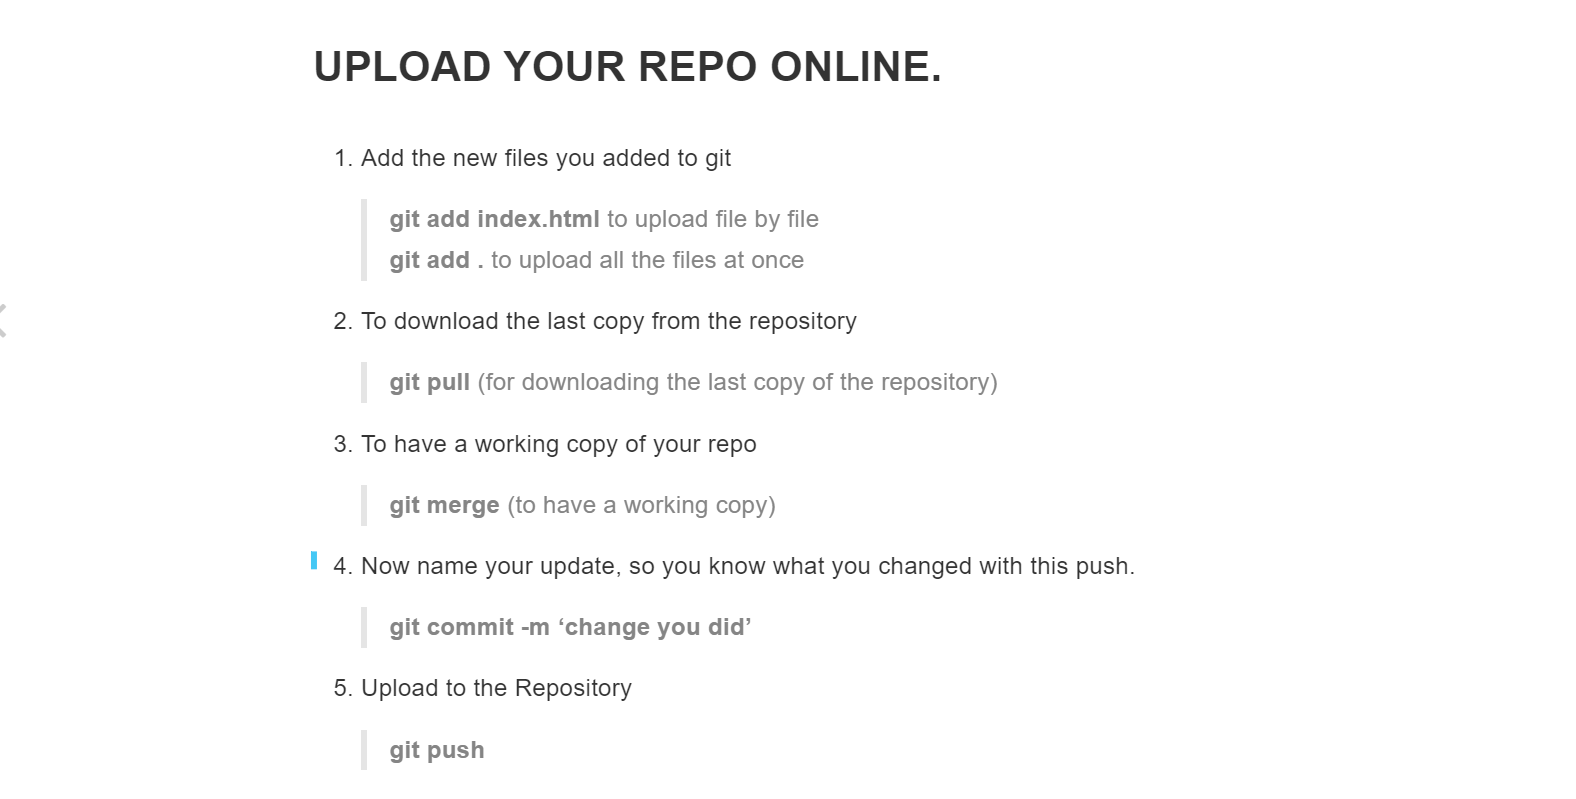 UPLOAD YOUR REPO ONLINE.
1. Add the new files you added to git
git add index.html to upload file by file
git add . to upload all the files at once
2. To download the last copy from the repository
git pull (for downloading the last copy of the repository)
3. To have a working copy of your repo
git merge (to have a working copy)
4. Now name your update, so you know what you changed with this push.
git commit -m ‘change you did’
5. Upload to the Repository
git push